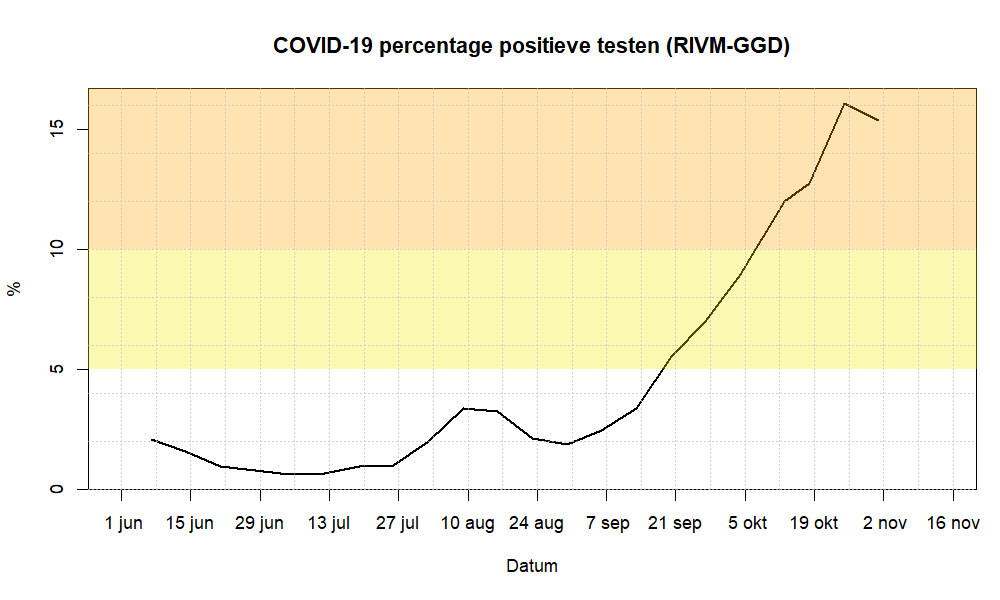 COVID-19 percentage positieve testen (RIVM-GGD)
15
10
5
0
%
1 jun 15 jun 29 jun 13 jul 27 jul 10 aug 24 aug 7 sep 21 sep 5 okt 19 okt 2 nov 16 nov
Datum